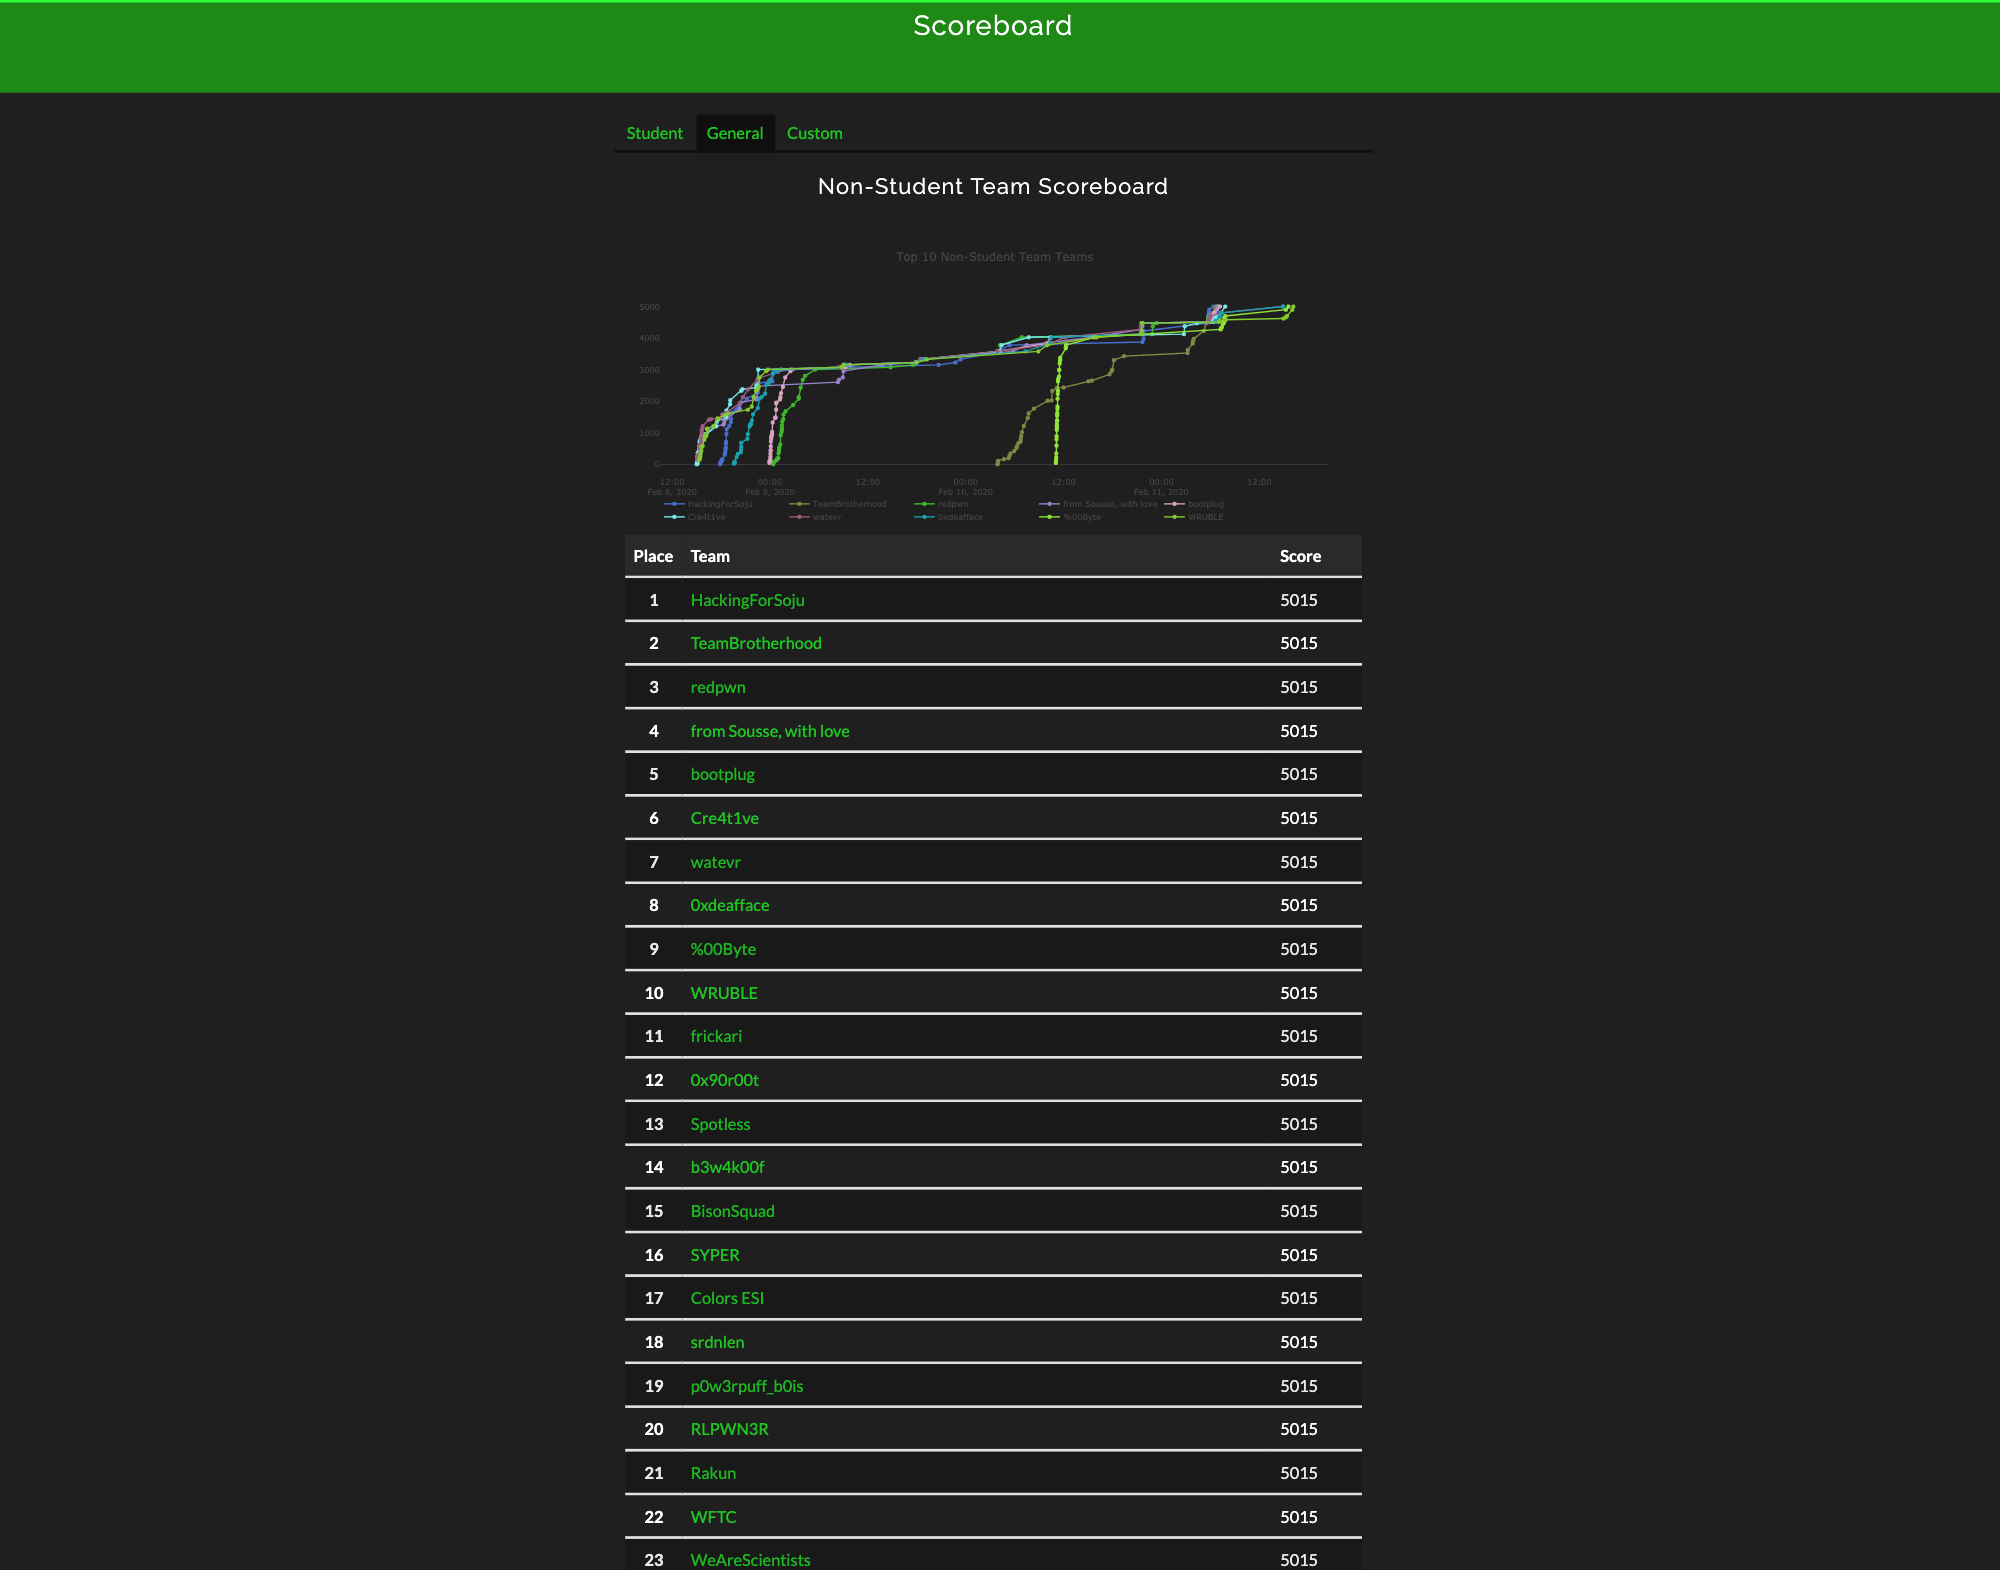 Scoreboard
Student General Custom
Non-Student Team Scoreboard
Top 10 Non-Student Team Teams
5000
4000
3000
2000
1000
0
12:00 00:00 12:00 00:00 12:00 00:00 12:00
Feb 8, 2020 Feb 9, 2020 Feb 10, 2020 Feb 11, 2020
HackingForSoju TeamBrotherhood redpwn from Sousse, with love bootplug
Cre4t1ve watevr 0xdeafface %00Byte WRUBLE
Place Team Score
1 HackingForSoju 5015
2 TeamBrotherhood 5015
3 redpwn 5015
4 from Sousse, with love 5015
5 bootplug 5015
6 Cre4t1ve 5015
7 watevr 5015
8 0xdeafface 5015
9 %00Byte 5015
10 WRUBLE 5015
11 frickari 5015
12 0x90r00t 5015
13 Spotless 5015
14 b3w4k00f 5015
15 BisonSquad 5015
16 SYPER 5015
17 Colors ESI 5015
18 srdnlen 5015
19 p0w3rpuff_b0is 5015
20 RLPWN3R 5015
21 Rakun 5015
22 WFTC 5015
23 WeAreScientists 5015